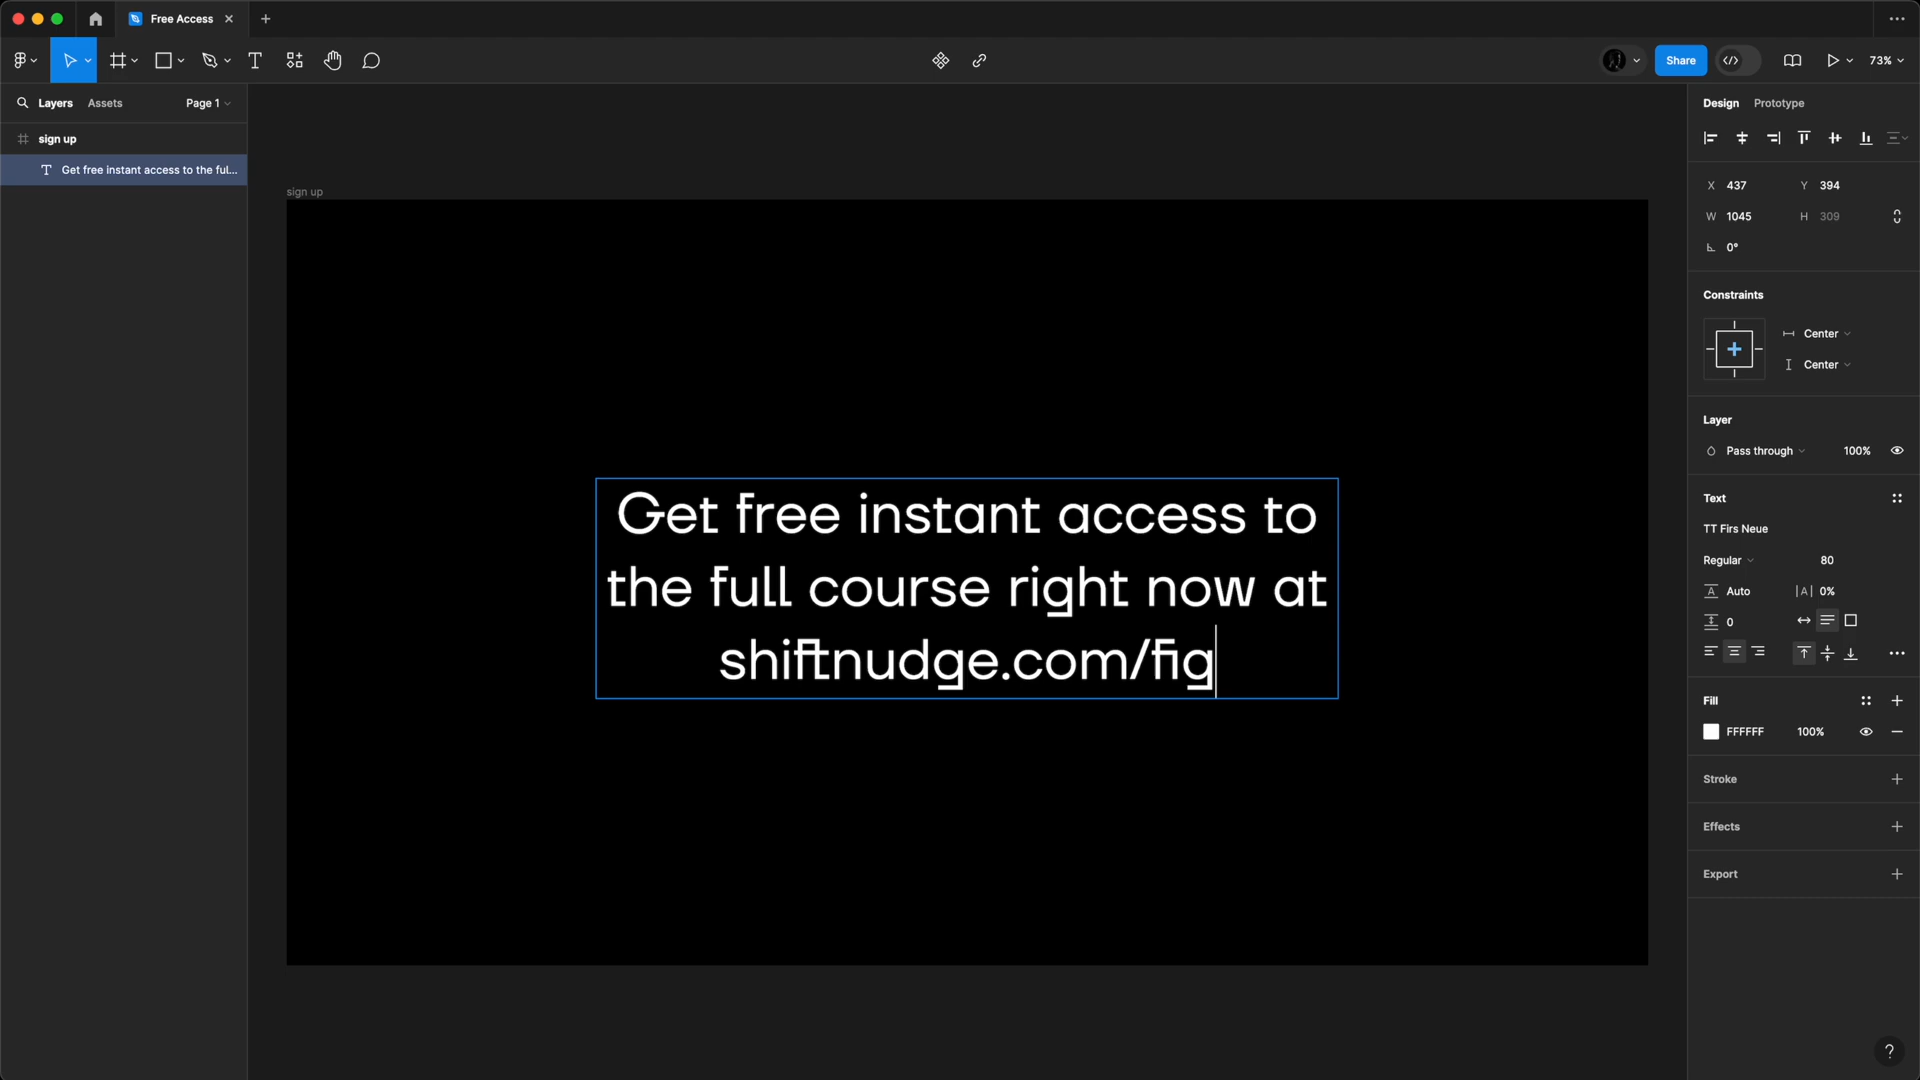 Free Access
Share
73%
Layers
Assets
Page 1
sign up
Get free instant access to the ful...
sign up
Get free instant access to
the full course right now at
shiftnudge.com/fig
Design
Prototype
X 437
Y 394
W 1045
H 309
0°
Constraints
Center
Center
Layer
Pass through
100%
Text
TT Firs Neue
Regular
80
Auto
|A| 0%
0
Fill
FFFFFF
100%
Stroke
Effects
Export
?